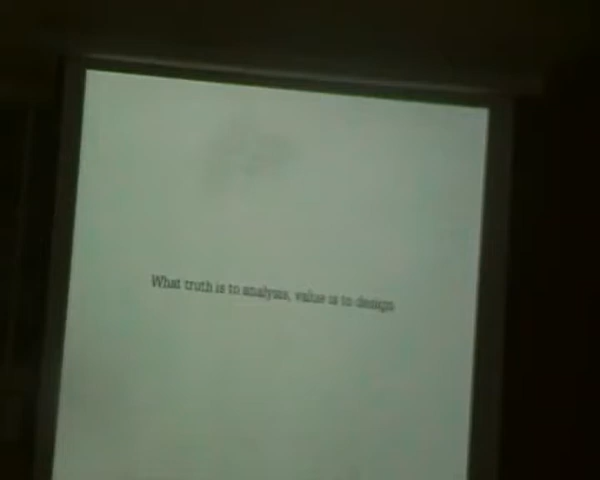 What truth is to analysis, value is to design